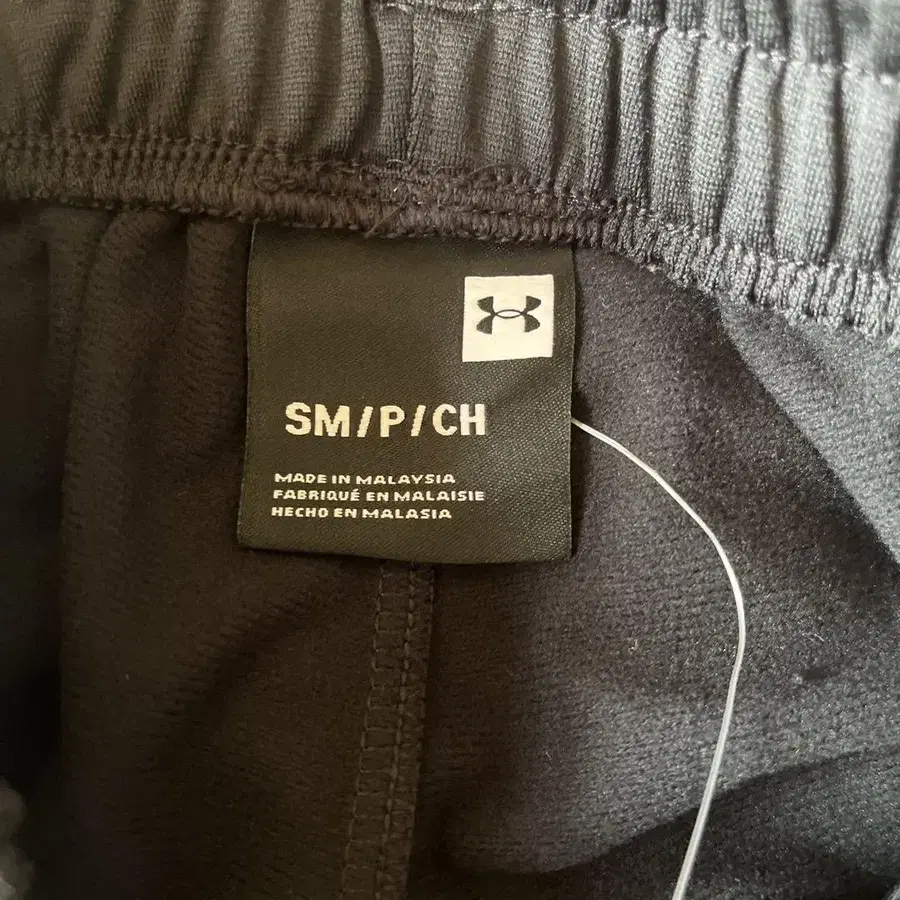 SM/P/CH
MADE IN MALAYSIA
FABRIQUÉ EN MALAISIE
HECHO EN MALASIA